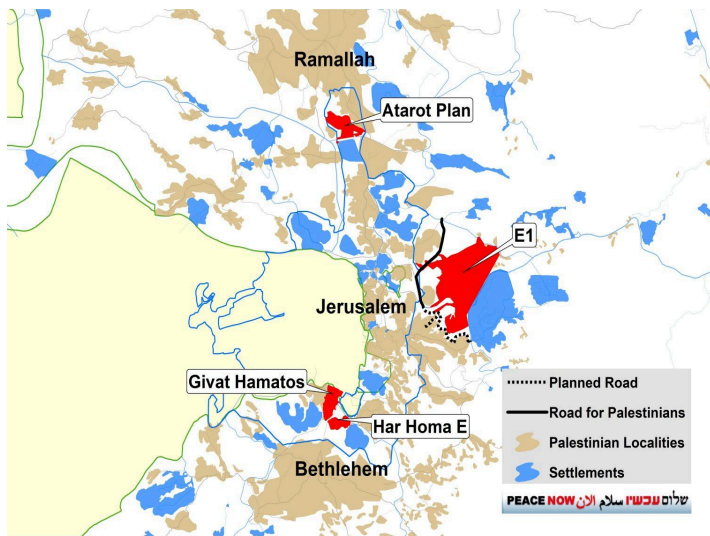 Ramallah
Atarot Plan
E1
Jerusalem
Givat Hamatos
Har Homa E
Bethlehem
Planned Road
Road for Palestinians
Palestinian Localities
Settlements
PEACE NOW سلام الان שלום עכשיו